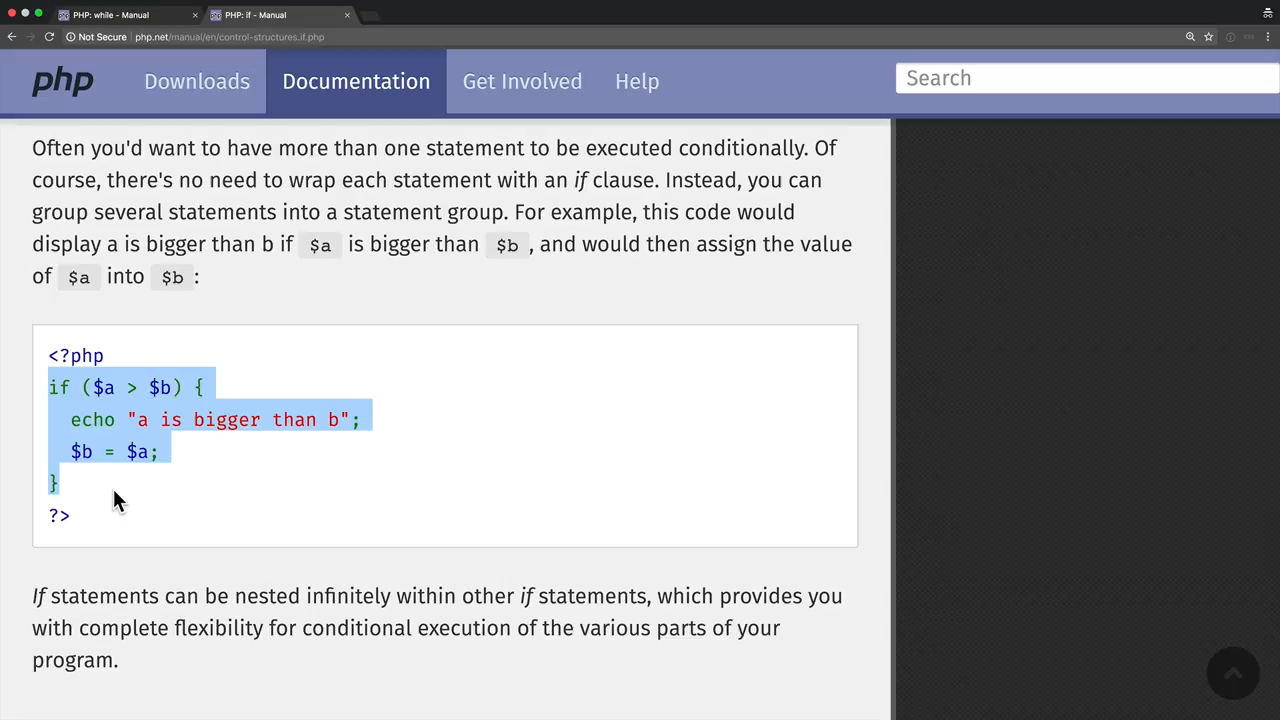 PHP: while - Manual
PHP: if - Manual
Not Secure | php.net/manual/en/control-structures.if.php
php
Downloads
Documentation
Get Involved
Help
Search
Often you'd want to have more than one statement to be executed conditionally. Of
course, there's no need to wrap each statement with an if clause. Instead, you can
group several statements into a statement group. For example, this code would
display a is bigger than b if $a is bigger than $b, and would then assign the value
of $a into $b:
<?php
if ($a > $b) {
  echo "a is bigger than b";
  $b = $a;
}
?>
If statements can be nested infinitely within other if statements, which provides you
with complete flexibility for conditional execution of the various parts of your
program.